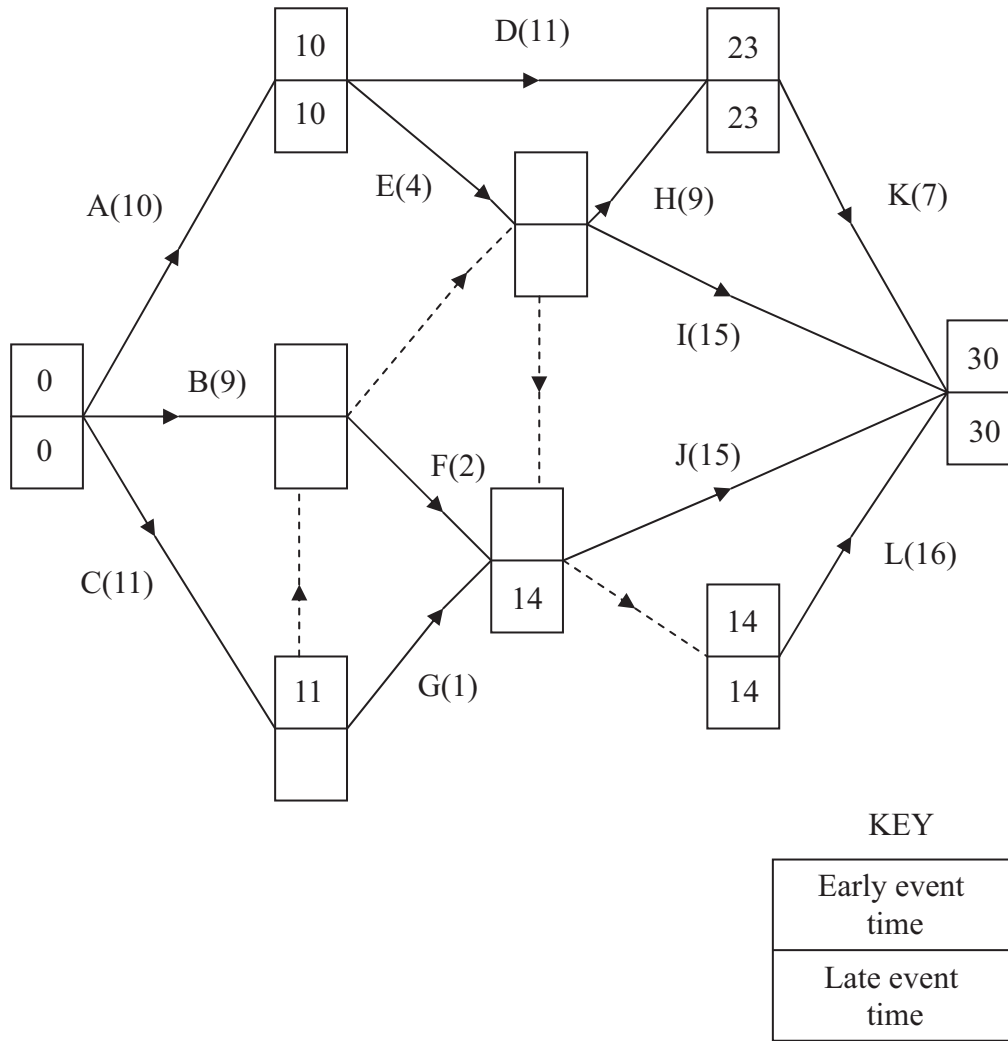 10
10
D(11)
23
23
E(4)
H(9)
K(7)
A(10)
I(15)
0
0
B(9)
30
30
F(2)
J(15)
14
L(16)
C(11)
14
14
11
G(1)
KEY
Early event
time
Late event
time